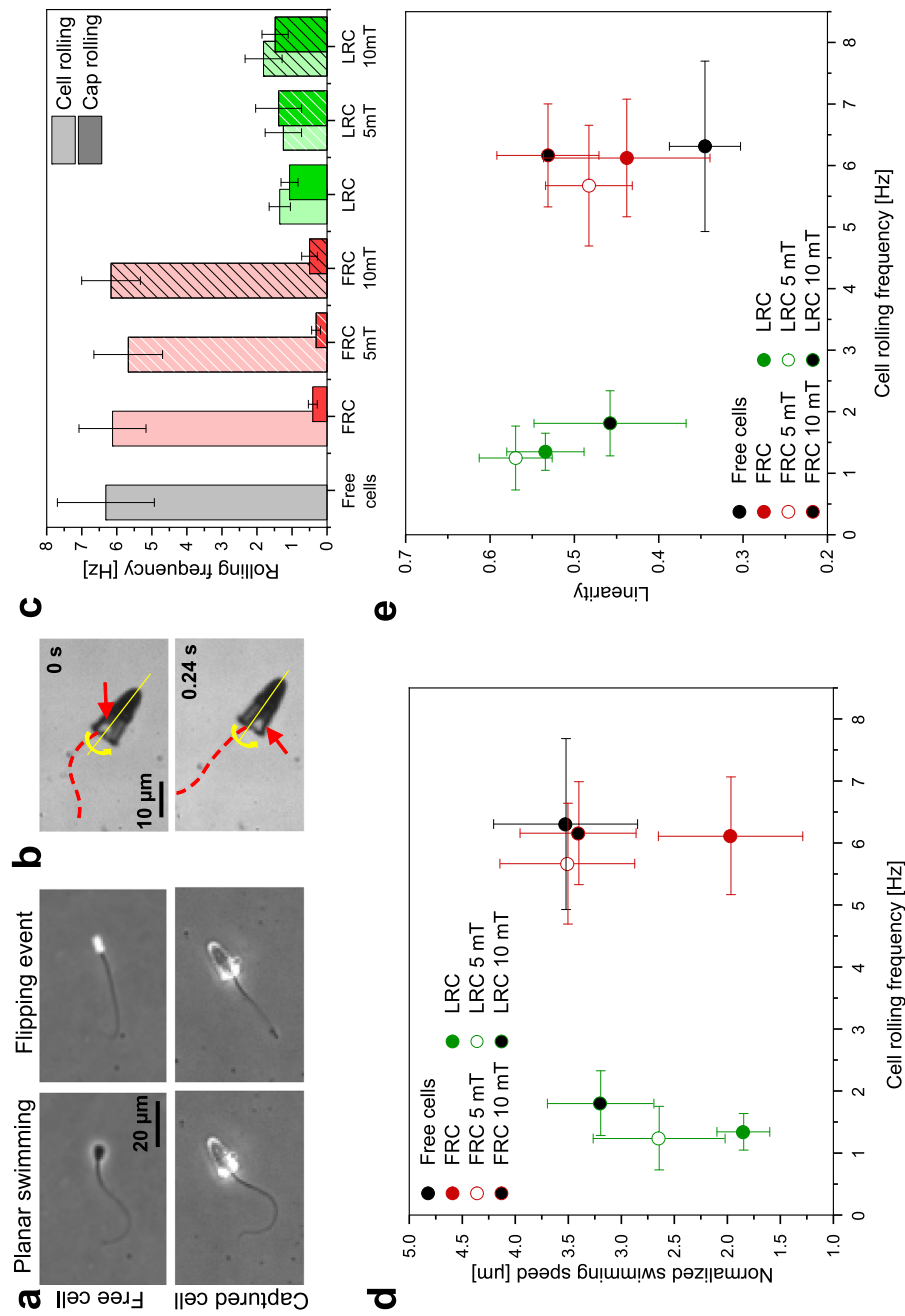 a
Planar swimming
Flipping event
Free cell
Captured cell
20 µm
b
0 s
10 µm
0.24 s
c
Cell rolling
Cap rolling
Rolling frequency [Hz]
8
7
6
5
4
3
2
1
0
Free cells
FRC
FRC 5mT
FRC 10mT
LRC
LRC 5mT
LRC 10mT
d
Normalized swimming speed [µm]
5.0
4.5
4.0
3.5
3.0
2.5
2.0
1.5
1.0
Free cells
FRC
LRC
FRC 5 mT
LRC 5 mT
FRC 10 mT
LRC 10 mT
0 1 2 3 4 5 6 7 8
Cell rolling frequency [Hz]
e
Linearity
0.7
0.6
0.5
0.4
0.3
0.2
Free cells
FRC
LRC
FRC 5 mT
LRC 5 mT
FRC 10 mT
LRC 10 mT
0 1 2 3 4 5 6 7 8
Cell rolling frequency [Hz]